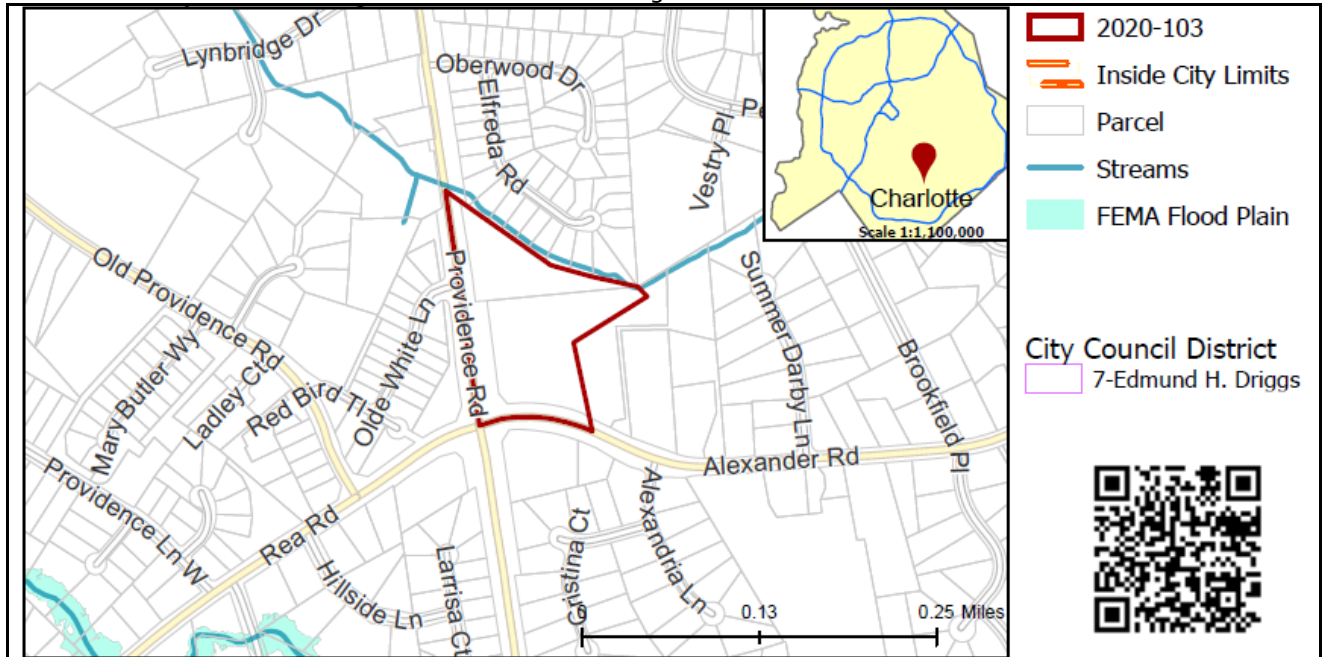 Lynbridge Dr
Oberwood Dr
Elfreda Rd
Vestry Pl
Charlotte
Scale 1:1,100,000
Old Providence Rd
Providence Rd
Olde White Ln
Mary Butler Wy
Ladley Ct
Red Bird Tl
Summer Darby Ln
Brookfield Pl
Alexander Rd
Providence Ln W
Rea Rd
Hillside Ln
Larrisa Ct
Alexandria Ln
0
0.13
0.25 Miles
2020-103
Inside City Limits
Parcel
Streams
FEMA Flood Plain
City Council District
7-Edmund H. Driggs